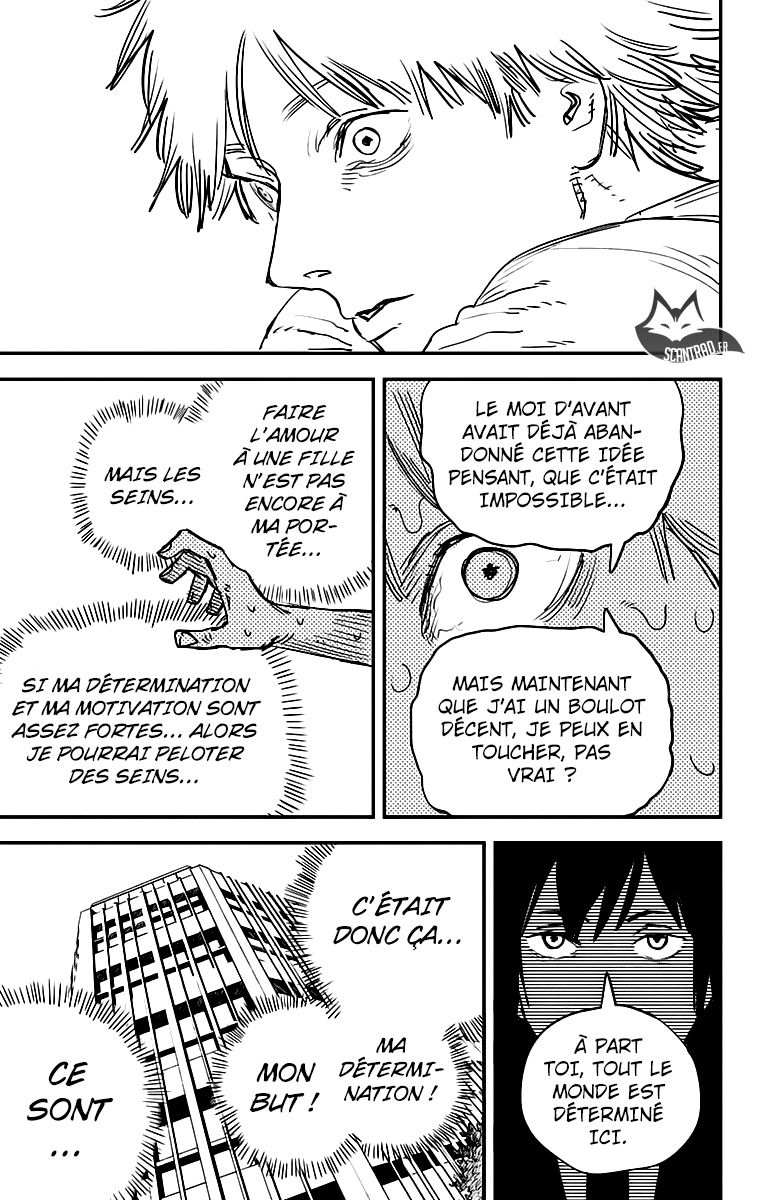 SCANTRAD.FR
LE MOI D'AVANT
AVAIT DÉJÀ ABAN-
DONNÉ CETTE IDÉE
PENSANT, QUE C'ÉTAIT
IMPOSSIBLE...
MAIS MAINTENANT
QUE J'AI UN BOULOT
DÉCENT, JE PEUX EN
TOUCHER, PAS
VRAI ?
FAIRE
L'AMOUR
À UNE FILLE
N'EST PAS
ENCORE À
MA POR-
TÉE...
MAIS LES
SEINS...
SI MA DÉTERMINATION
ET MA MOTIVATION SONT
ASSEZ FORTES... ALORS
JE POURRAI PELOTER
DES SEINS...
À PART
TOI, TOUT LE
MONDE EST
DÉTERMINÉ
ICI.
C'ÉTAIT
DONC ÇA...
MA
DÉTERMI-
NATION !
MON
BUT !
CE
SONT
...